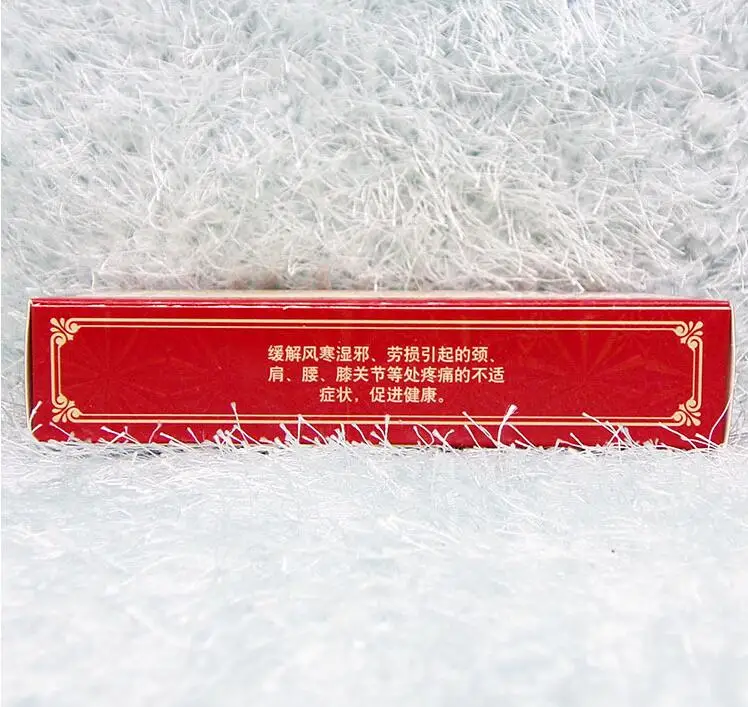 缓解风寒湿邪、劳损引起的颈、
肩、腰、膝关节等处疼痛的不适
症状，促进健康。